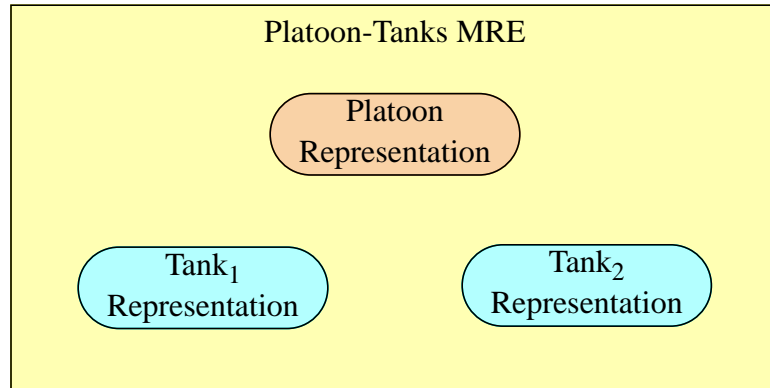 Platoon-Tanks MRE
Platoon
Representation
Tank₁
Representation
Tank₂
Representation